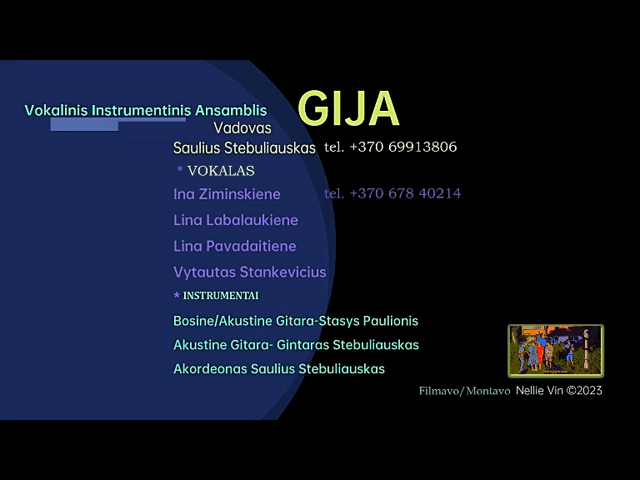 Vokalinis Instrumentinis Ansamblis GIJA
Vadovas
Saulius Stebuliauskas tel. +370 69913806
* VOKALAS
Ina Ziminskiene tel. +370 678 40214
Lina Labalaukiene
Lina Pavadaitiene
Vytautas Stankevicius
* INSTRUMENTAI
Bosine/Akustine Gitara-Stasys Paulionis
Akustine Gitara- Gintaras Stebuliauskas
Akordeonas Saulius Stebuliauskas
Filmavo/Montavo Nellie Vin ©2023